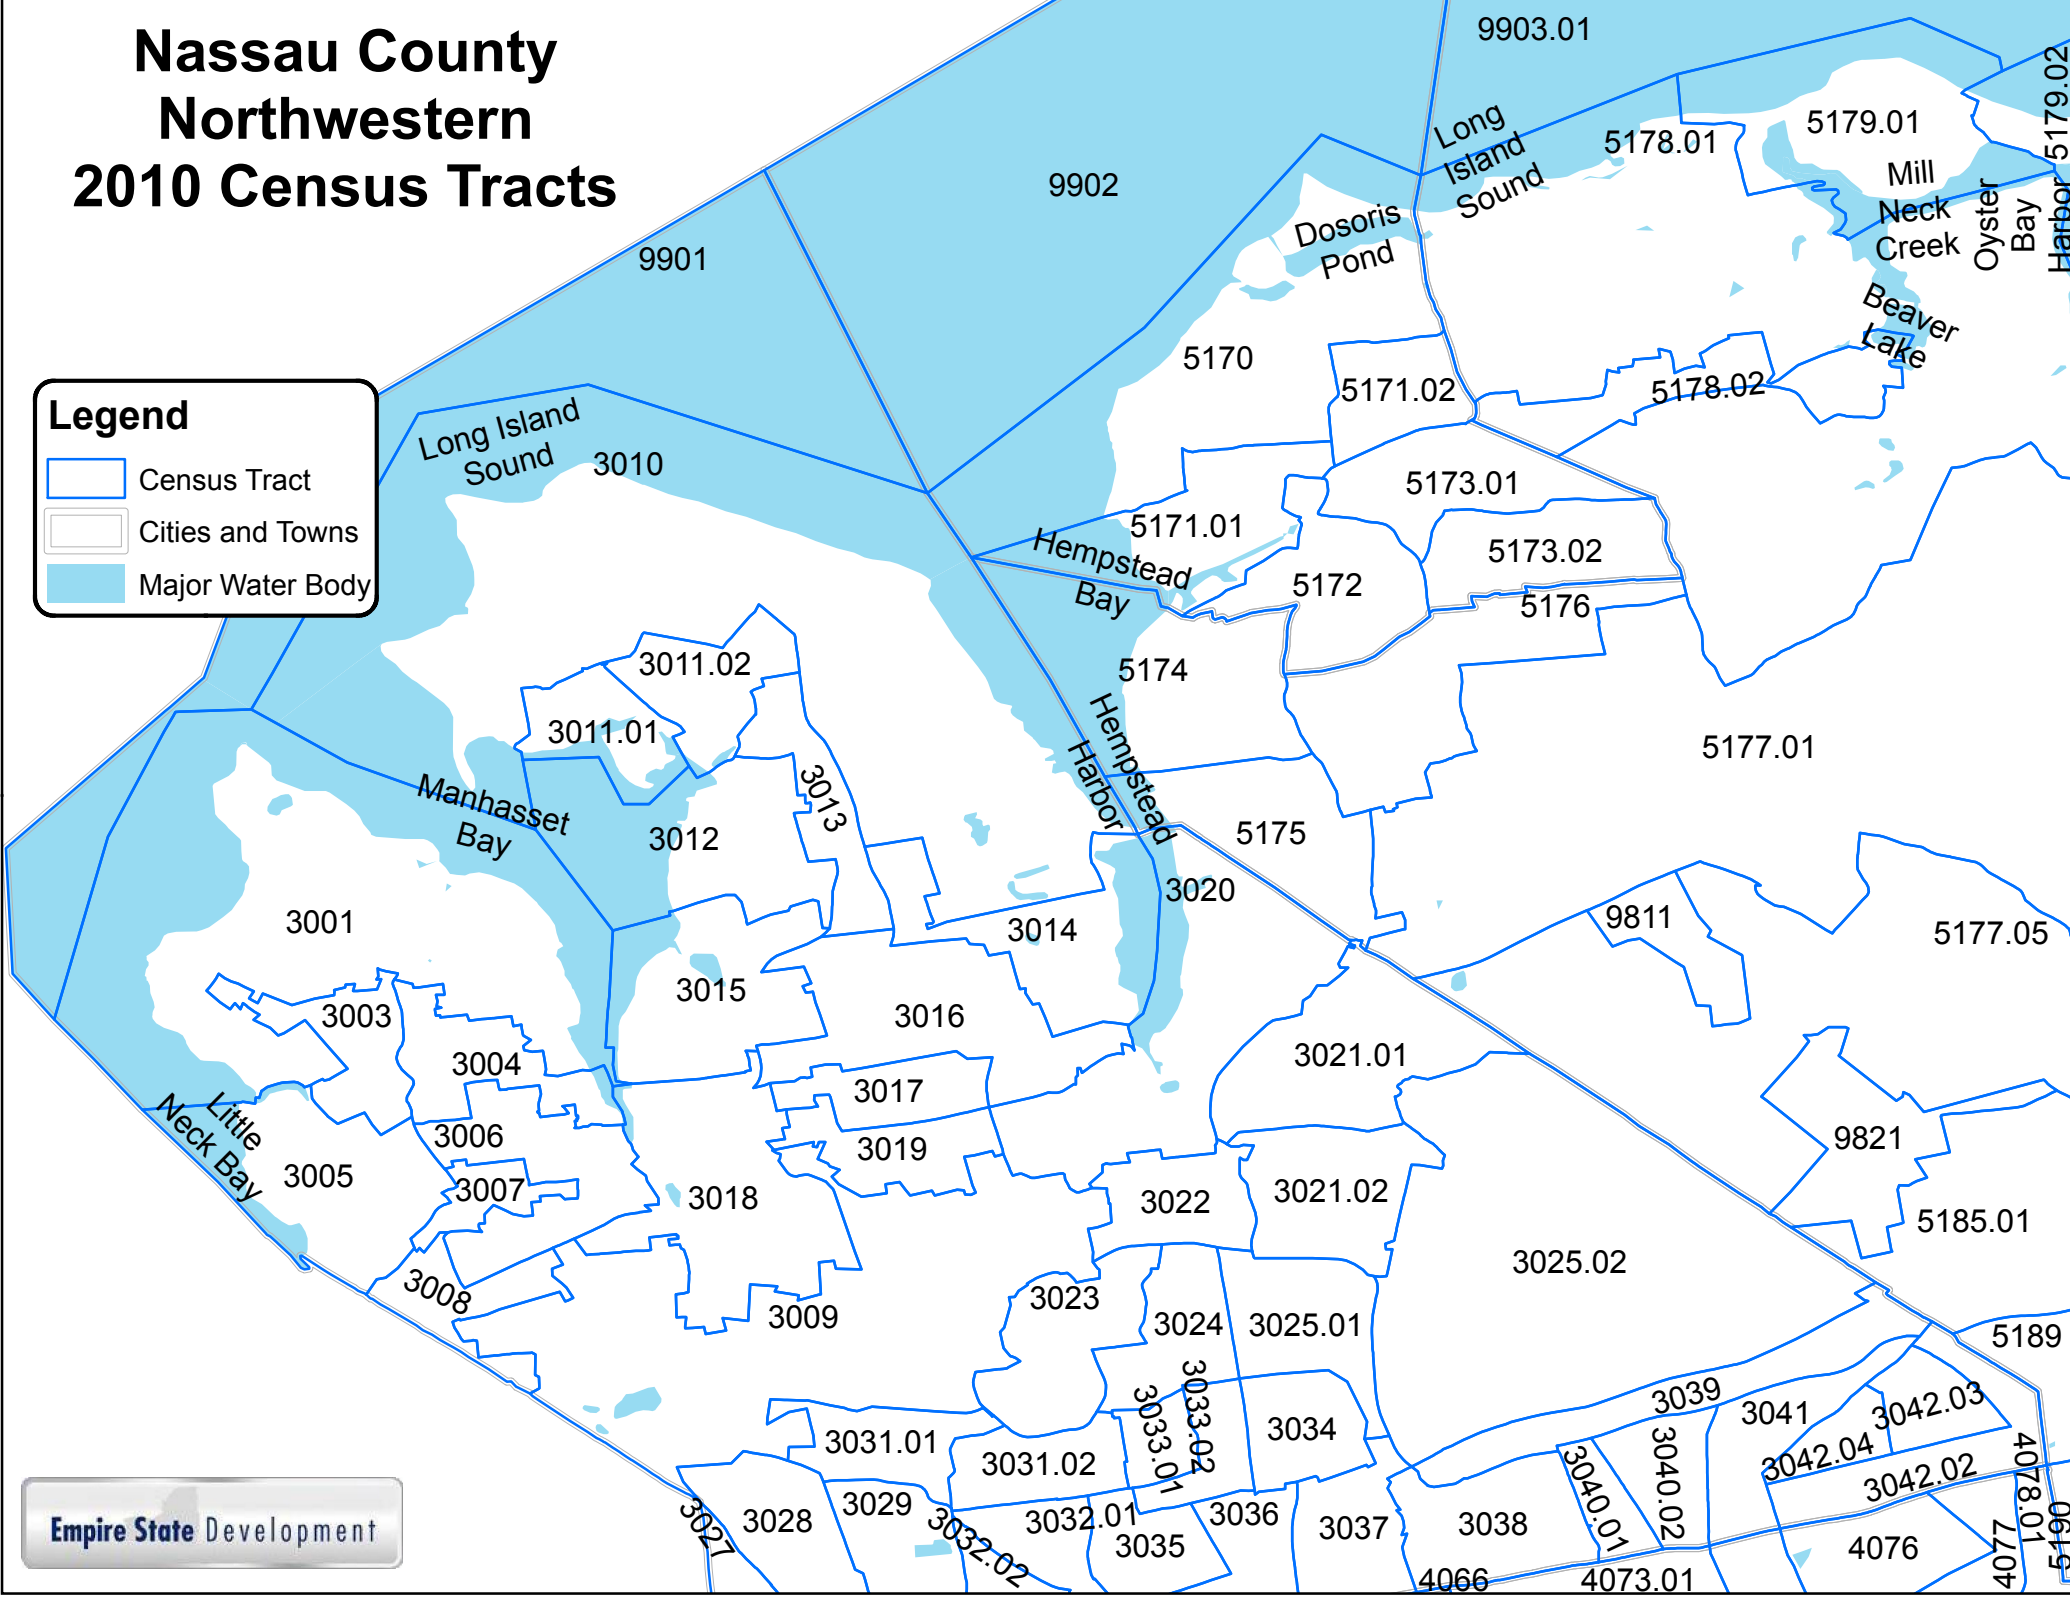 Nassau County
Northwestern
2010 Census Tracts
Legend
Census Tract
Cities and Towns
Major Water Body
9903.01
9902
9901
Long
Island
Sound
5178.01
5179.01
5179.02
Mill
Neck
Creek
Oyster
Bay
Harbor
Beaver
Lake
Dosoris
Pond
5170
5171.02
5178.02
Long Island
Sound
3010
5173.01
5171.01
Hempstead
Bay
5173.02
5172
5176
5174
3011.02
3011.01
Hempstead
Harbor
5177.01
Manhasset
Bay
3012
3013
5175
3020
3001
3014
9811
5177.05
3015
3003
3016
3004
3021.01
3017
Little
Neck Bay
3006
3019
9821
3005
3007
3018
3022
3021.02
5185.01
3008
3009
3023
3024
3025.01
3025.02
5189
3031.01
3031.02
3033.01
3033.02
3034
3039
3041
3042.03
3042.04
3042.02
3040.01
3040.02
4078.01
3027
3028
3029
3032.02
3032.01
3035
3036
3037
3038
4066
4073.01
4076
4077
5190
Empire State Development